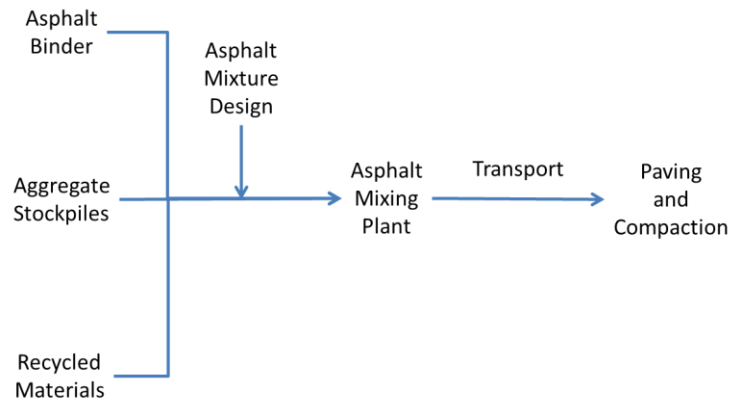 Asphalt
Binder
Asphalt
Mixture
Design
Aggregate
Stockpiles
Asphalt
Mixing
Plant
Transport
Paving
and
Compaction
Recycled
Materials